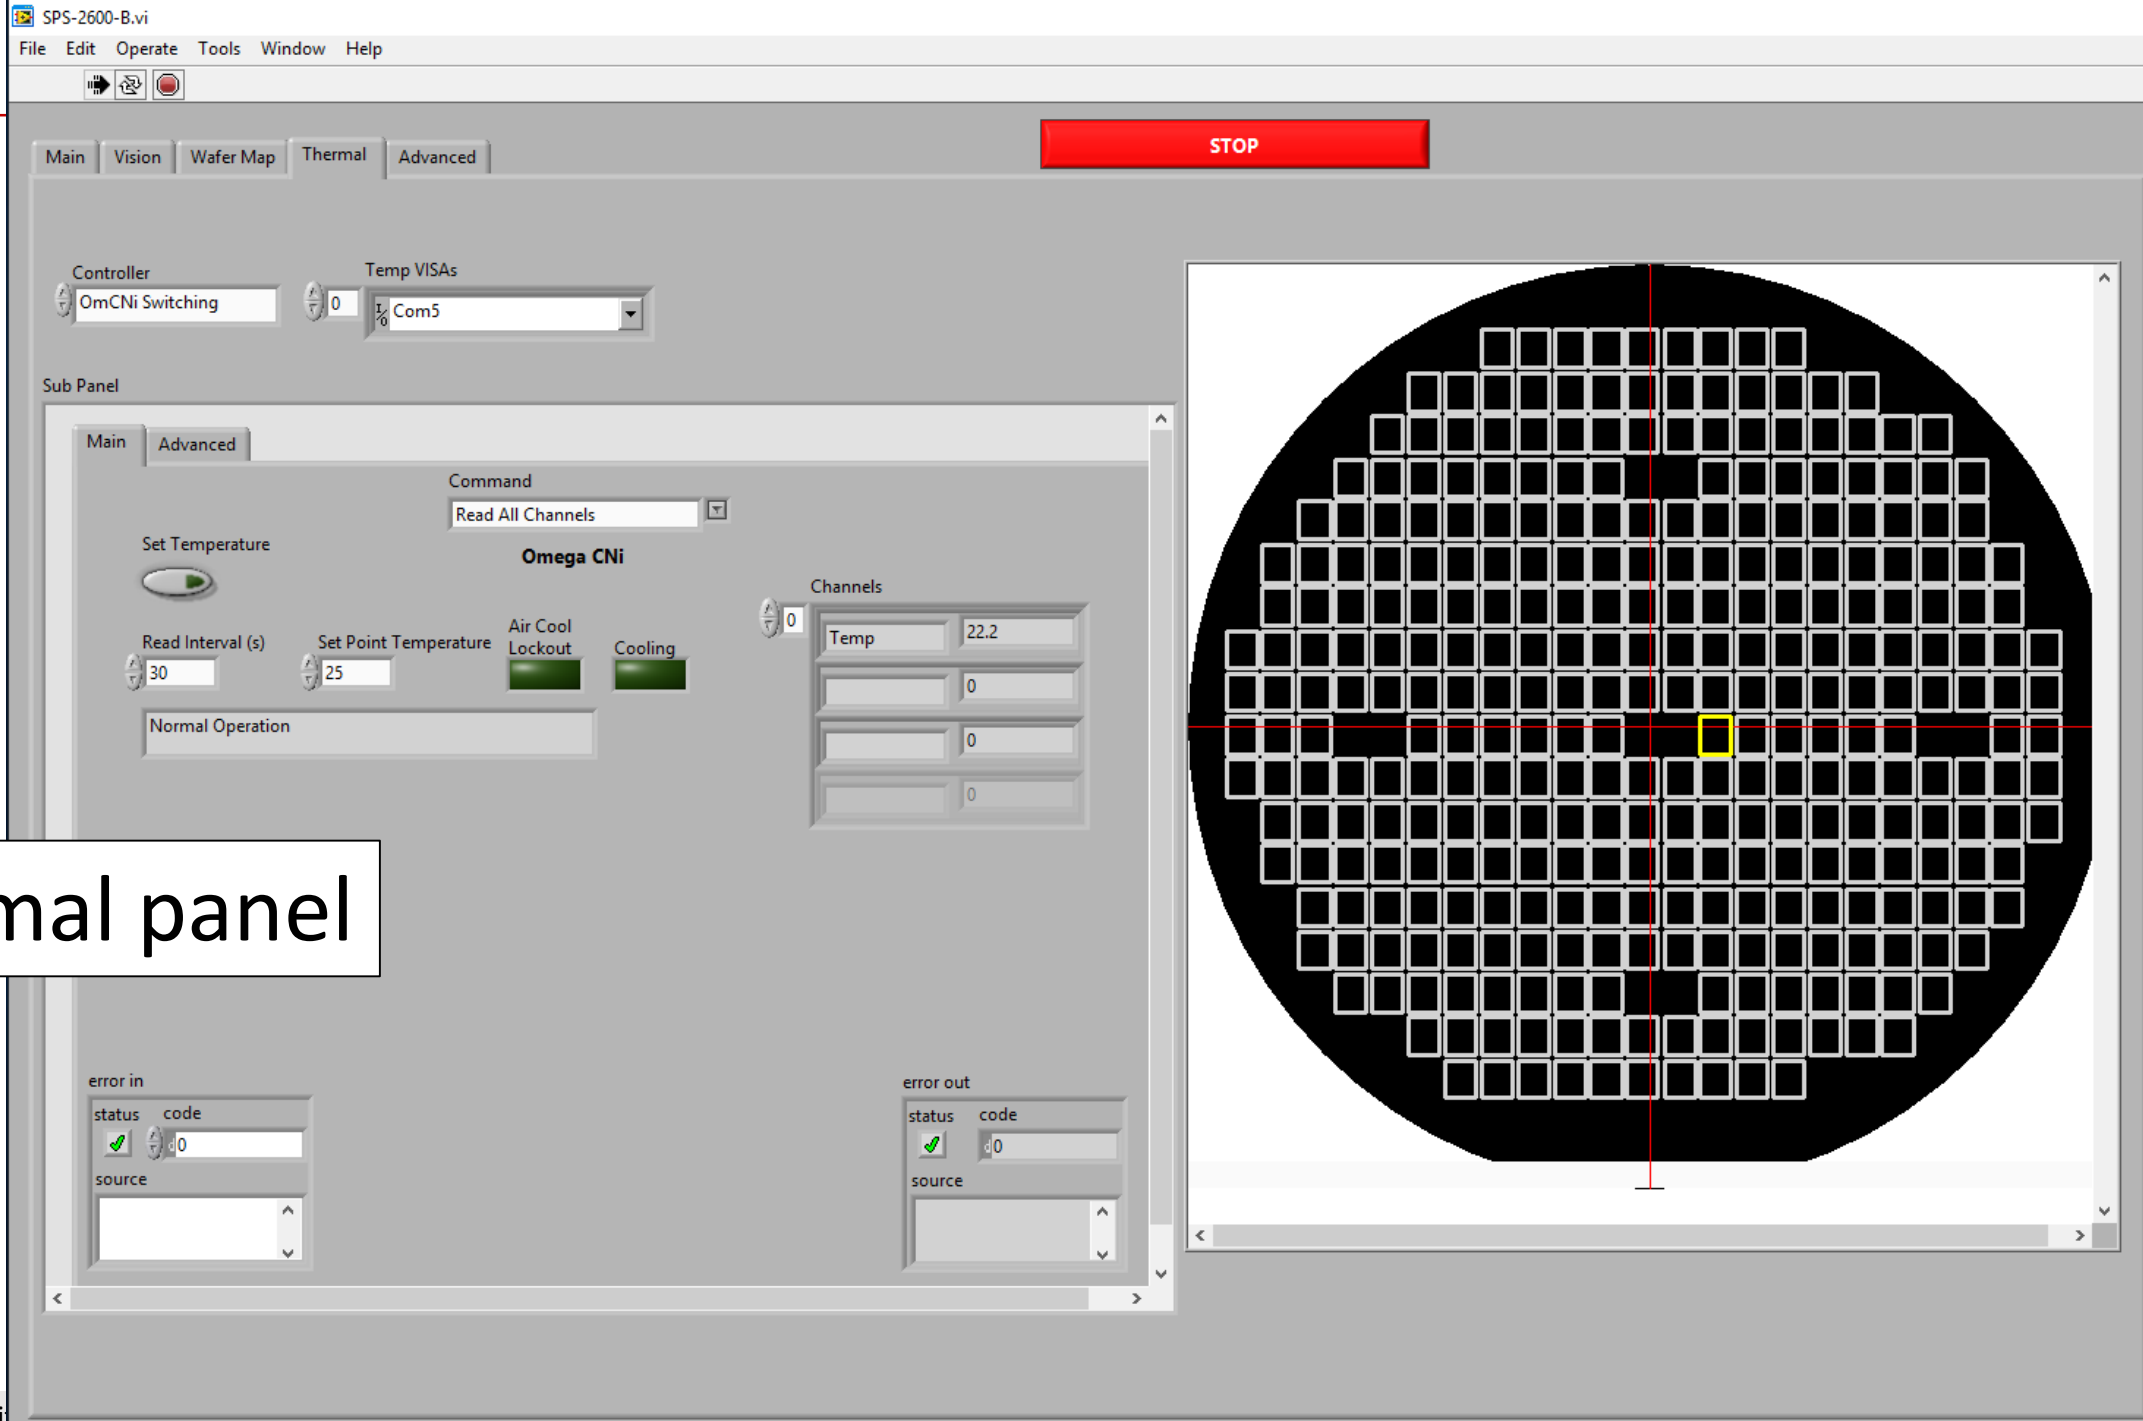 SPS-2600-B.vi
File Edit Operate Tools Window Help
STOP
Main Vision Wafer Map Thermal Advanced
Controller
OmCNi Switching
Temp VISAs
0
Com5
Sub Panel
Main Advanced
Command
Read All Channels
Set Temperature
Omega CNi
Read Interval (s)
30
Set Point Temperature
25
Air Cool
Lockout
Cooling
Normal Operation
Channels
0
Temp 22.2
0
0
0
mal panel
error in
status code
d0
source
error out
status code
d0
source